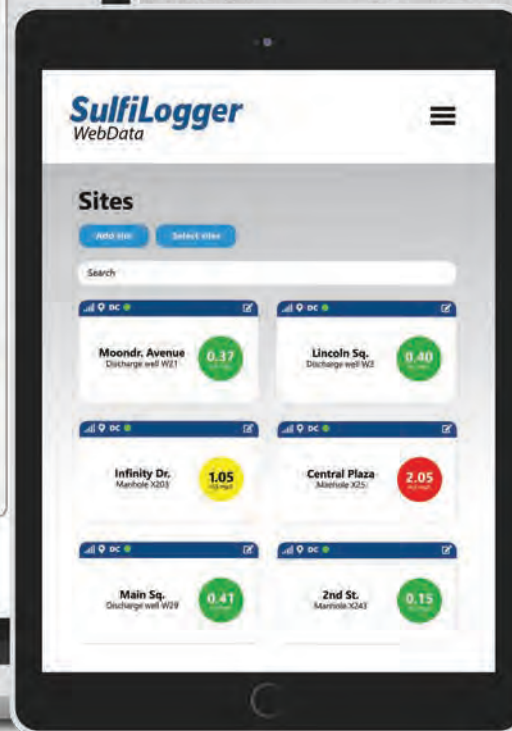 SulfiLogger
WebData
Sites
Add site Select sites
Search
DC DC
Moondr. Avenue
Discharge well W21
0.37
Lincoln Sq.
Discharge well W3
0.40
DC DC
Infinity Dr.
Manhole X203
1.05
Central Plaza
Manhole X25
2.05
DC DC
Main Sq.
Discharge well W29
0.41
2nd St.
Manhole X243
0.15